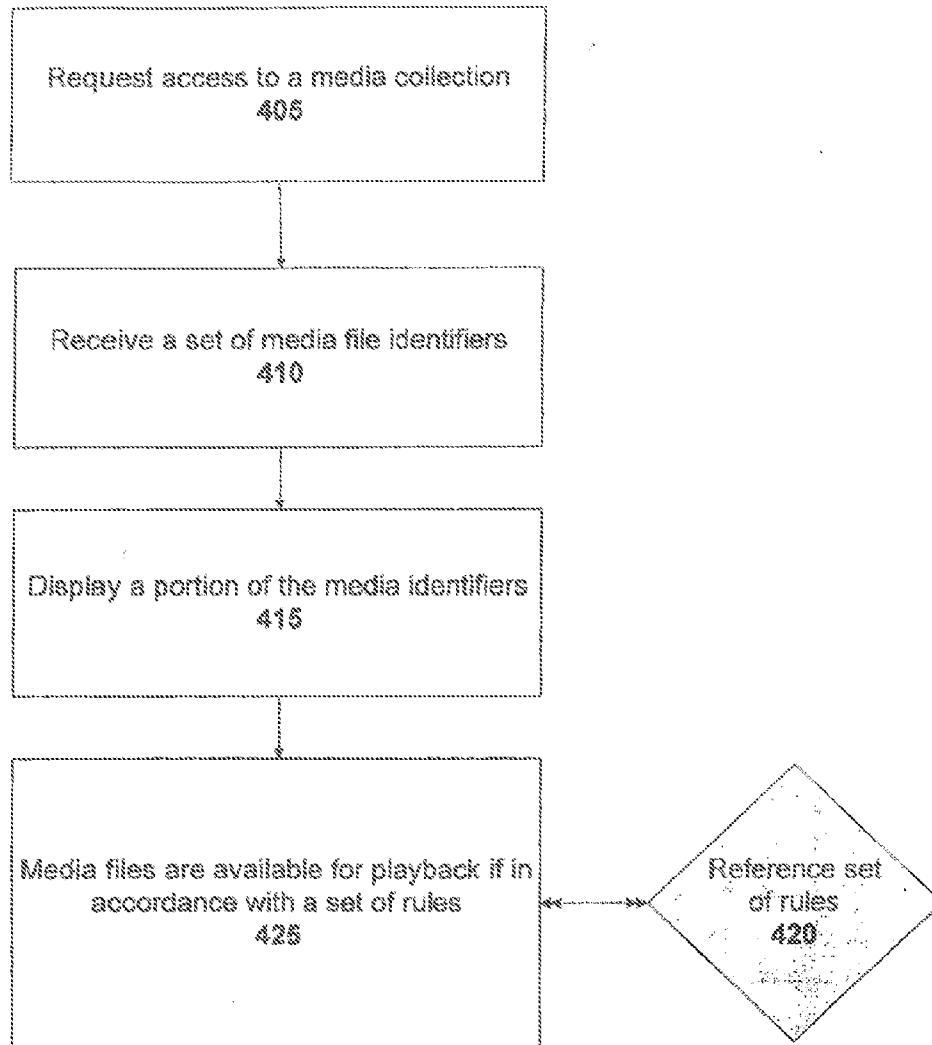 Request access to a media collection
405
Receive a set of media file identifiers
410
Display a portion of the media identifiers
415
Media files are available for playback if in
accordance with a set of rules
425
Reference set
of rules
420